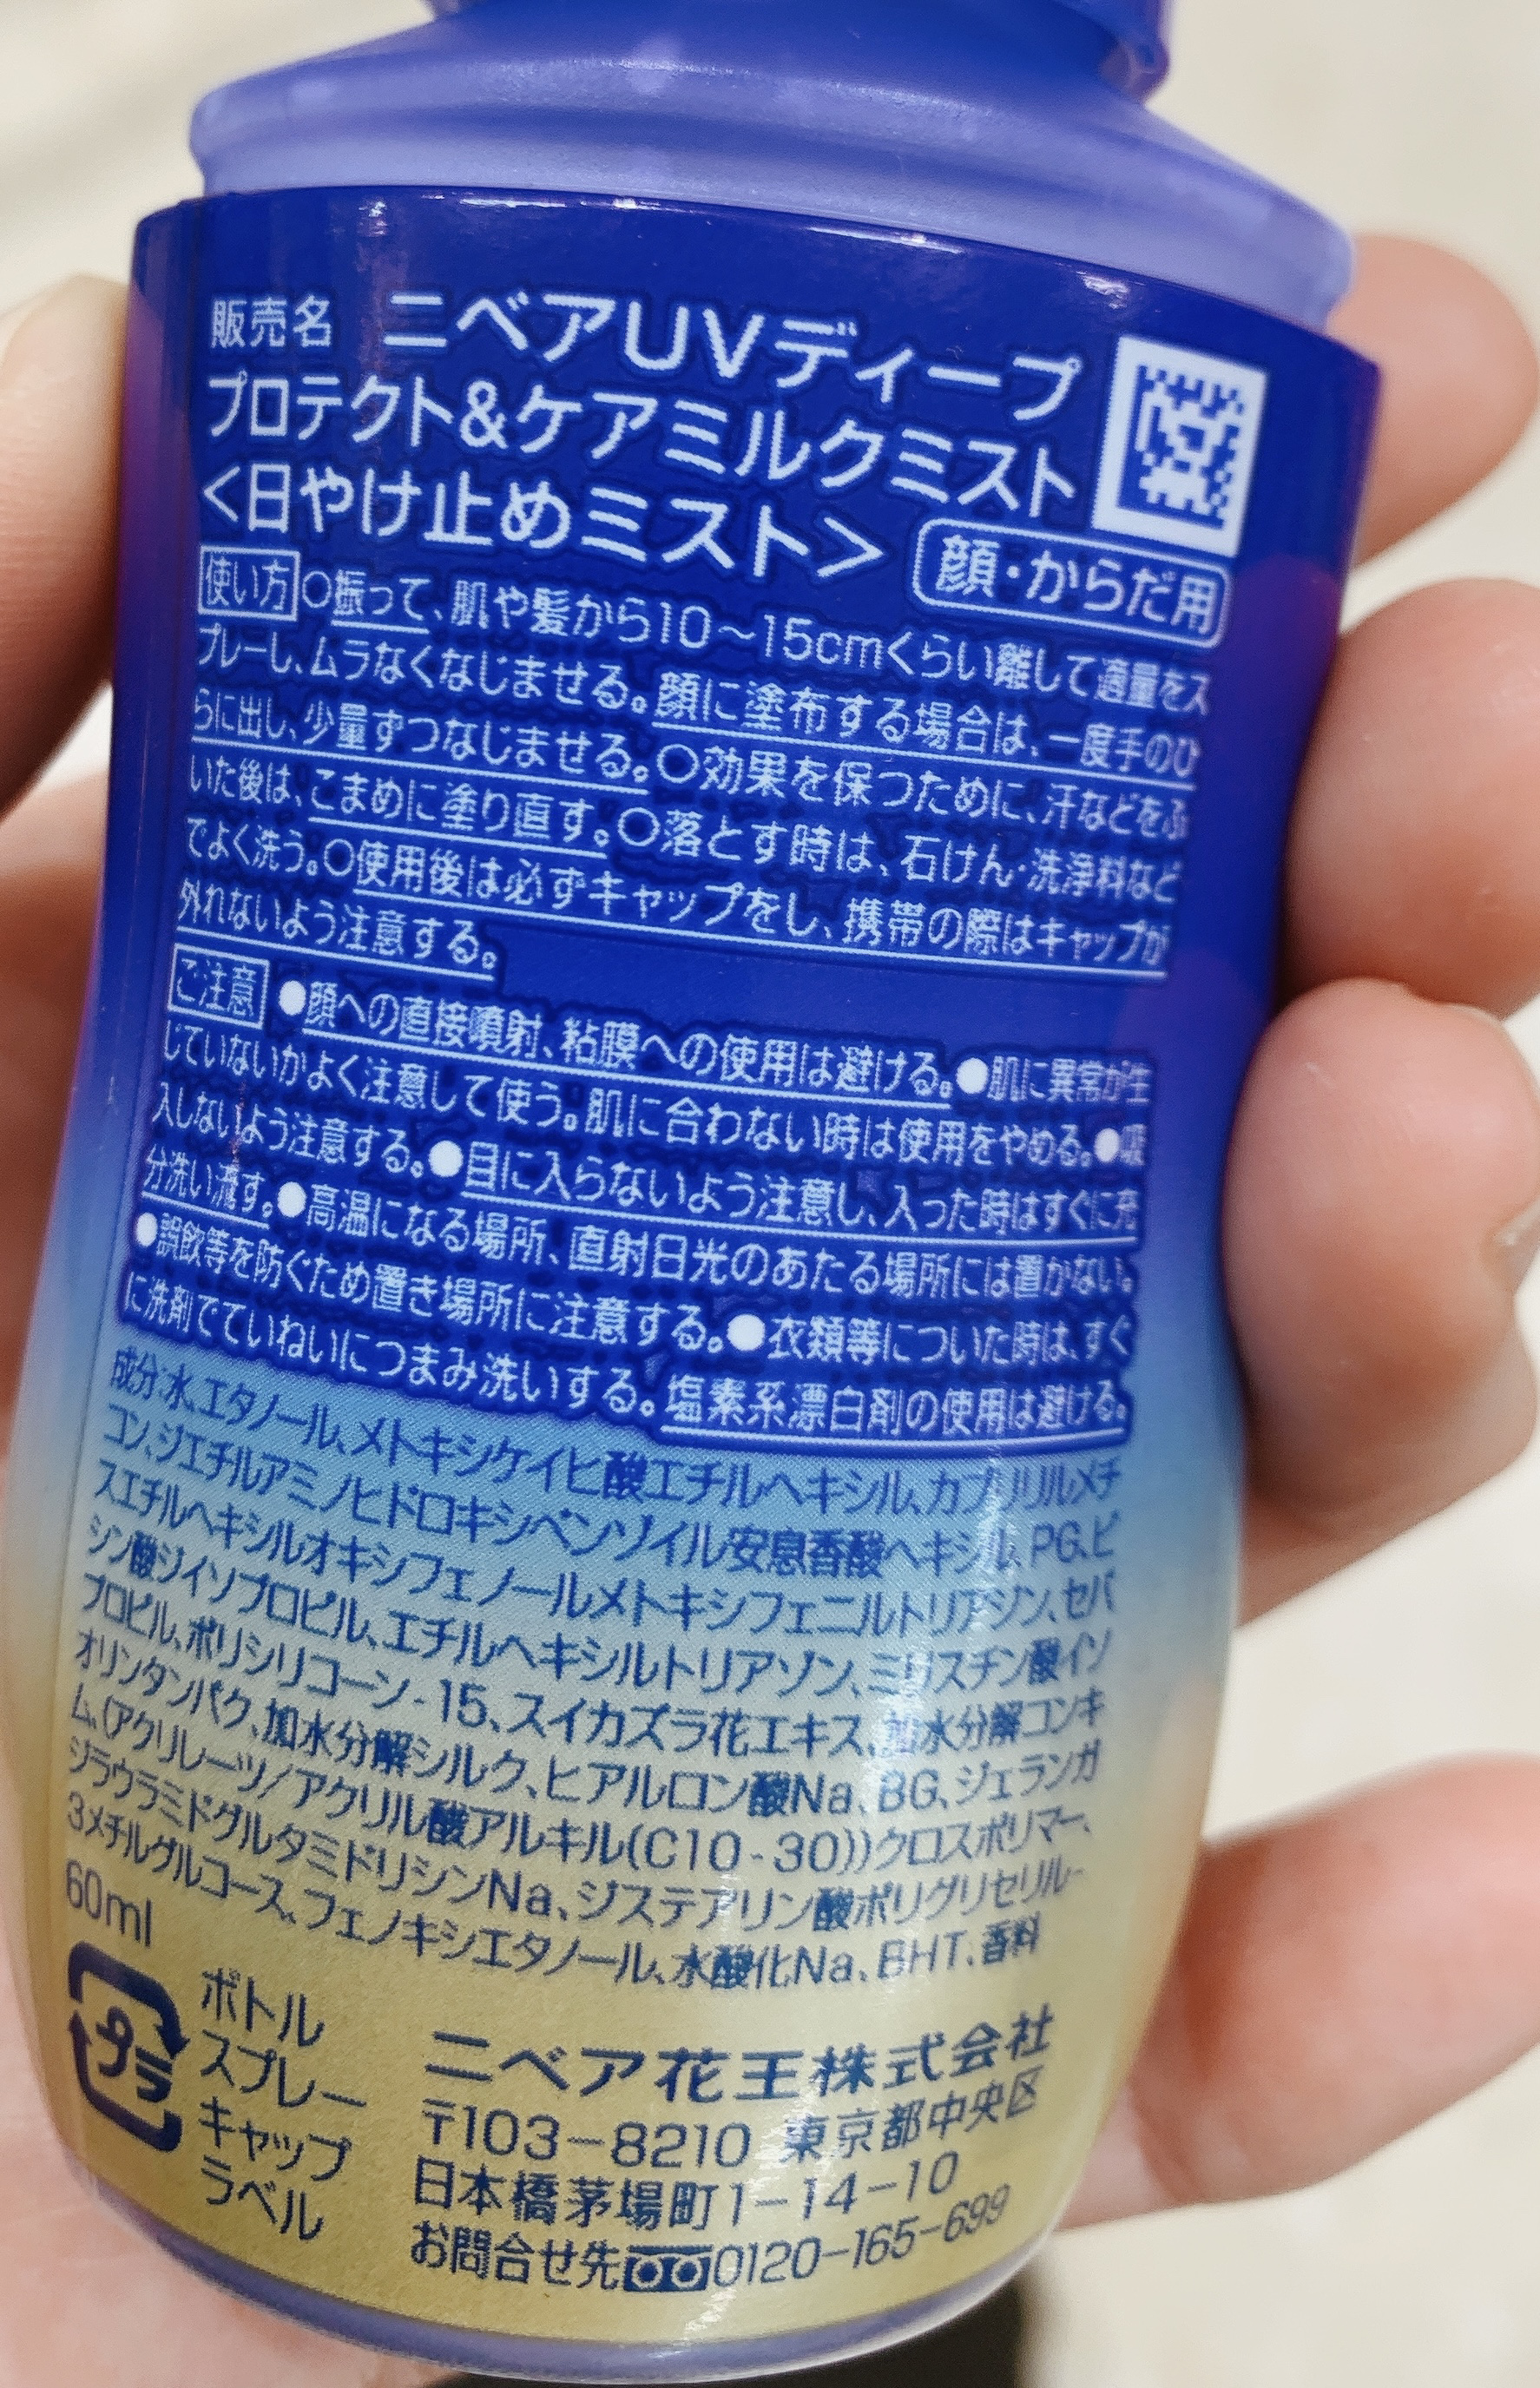 販売名 ニベアUVディープ
プロテクト&ケアミルクミスト
<日やけ止めミスト> 顔・からだ用
使い方 ○振って、肌や髪から10～15cmくらい離して適量をス
プレーし、ムラなくなじませる。顔に塗布する場合は、一度手のひ
らに出し、少量ずつなじませる。○効果を保つために、汗などをふ
いた後は、こまめに塗り直す。○落とす時は、石けん・洗浄料など
でよく洗う。○使用後は必ずキャップをし、携帯の際はキャップが
外れないよう注意する。
ご注意 ●顔への直接噴射、粘膜への使用は避ける。●肌に異常が生
じていないかよく注意して使う。肌に合わない時は使用をやめる。●吸
入しないよう注意する。●目に入らないよう注意し、入った時はすぐに充
分洗い流す。●高温になる場所、直射日光のあたる場所には置かない。
●誤飲等を防ぐため置き場所に注意する。●衣類等についた時は、すぐ
に洗剤でていねいにつまみ洗いする。塩素系漂白剤の使用は避ける。
成分:水、エタノール、メトキシケイヒ酸エチルヘキシル、カプリリルメチ
コン、ジエチルアミノヒドロキシベンゾイル安息香酸ヘキシル、PG、ビ
スエチルヘキシルオキシフェノールメトキシフェニルトリアジン、セバ
シン酸ジイソプロピル、エチルヘキシルトリアゾン、ミリスチン酸イソ
プロピル、ポリシリコーン-15、スイカズラ花エキス、加水分解コンキ
オリンタンパク、加水分解シルク、ヒアルロン酸Na、BG、ジェランガ
ム、(アクリレーツ/アクリル酸アルキル(C10-30))クロスポリマー、
ジラウラミドグルタミドリシンNa、ジステアリン酸ポリグリセリル-
3メチルグルコース、フェノキシエタノール、水酸化Na、BHT、香料
60ml
プラ
ボトル
スプレー
キャップ
ラベル
ニベア花王株式会社
〒103-8210 東京都中央区
日本橋茅場町1-14-10
お問合せ先 0120-165-699